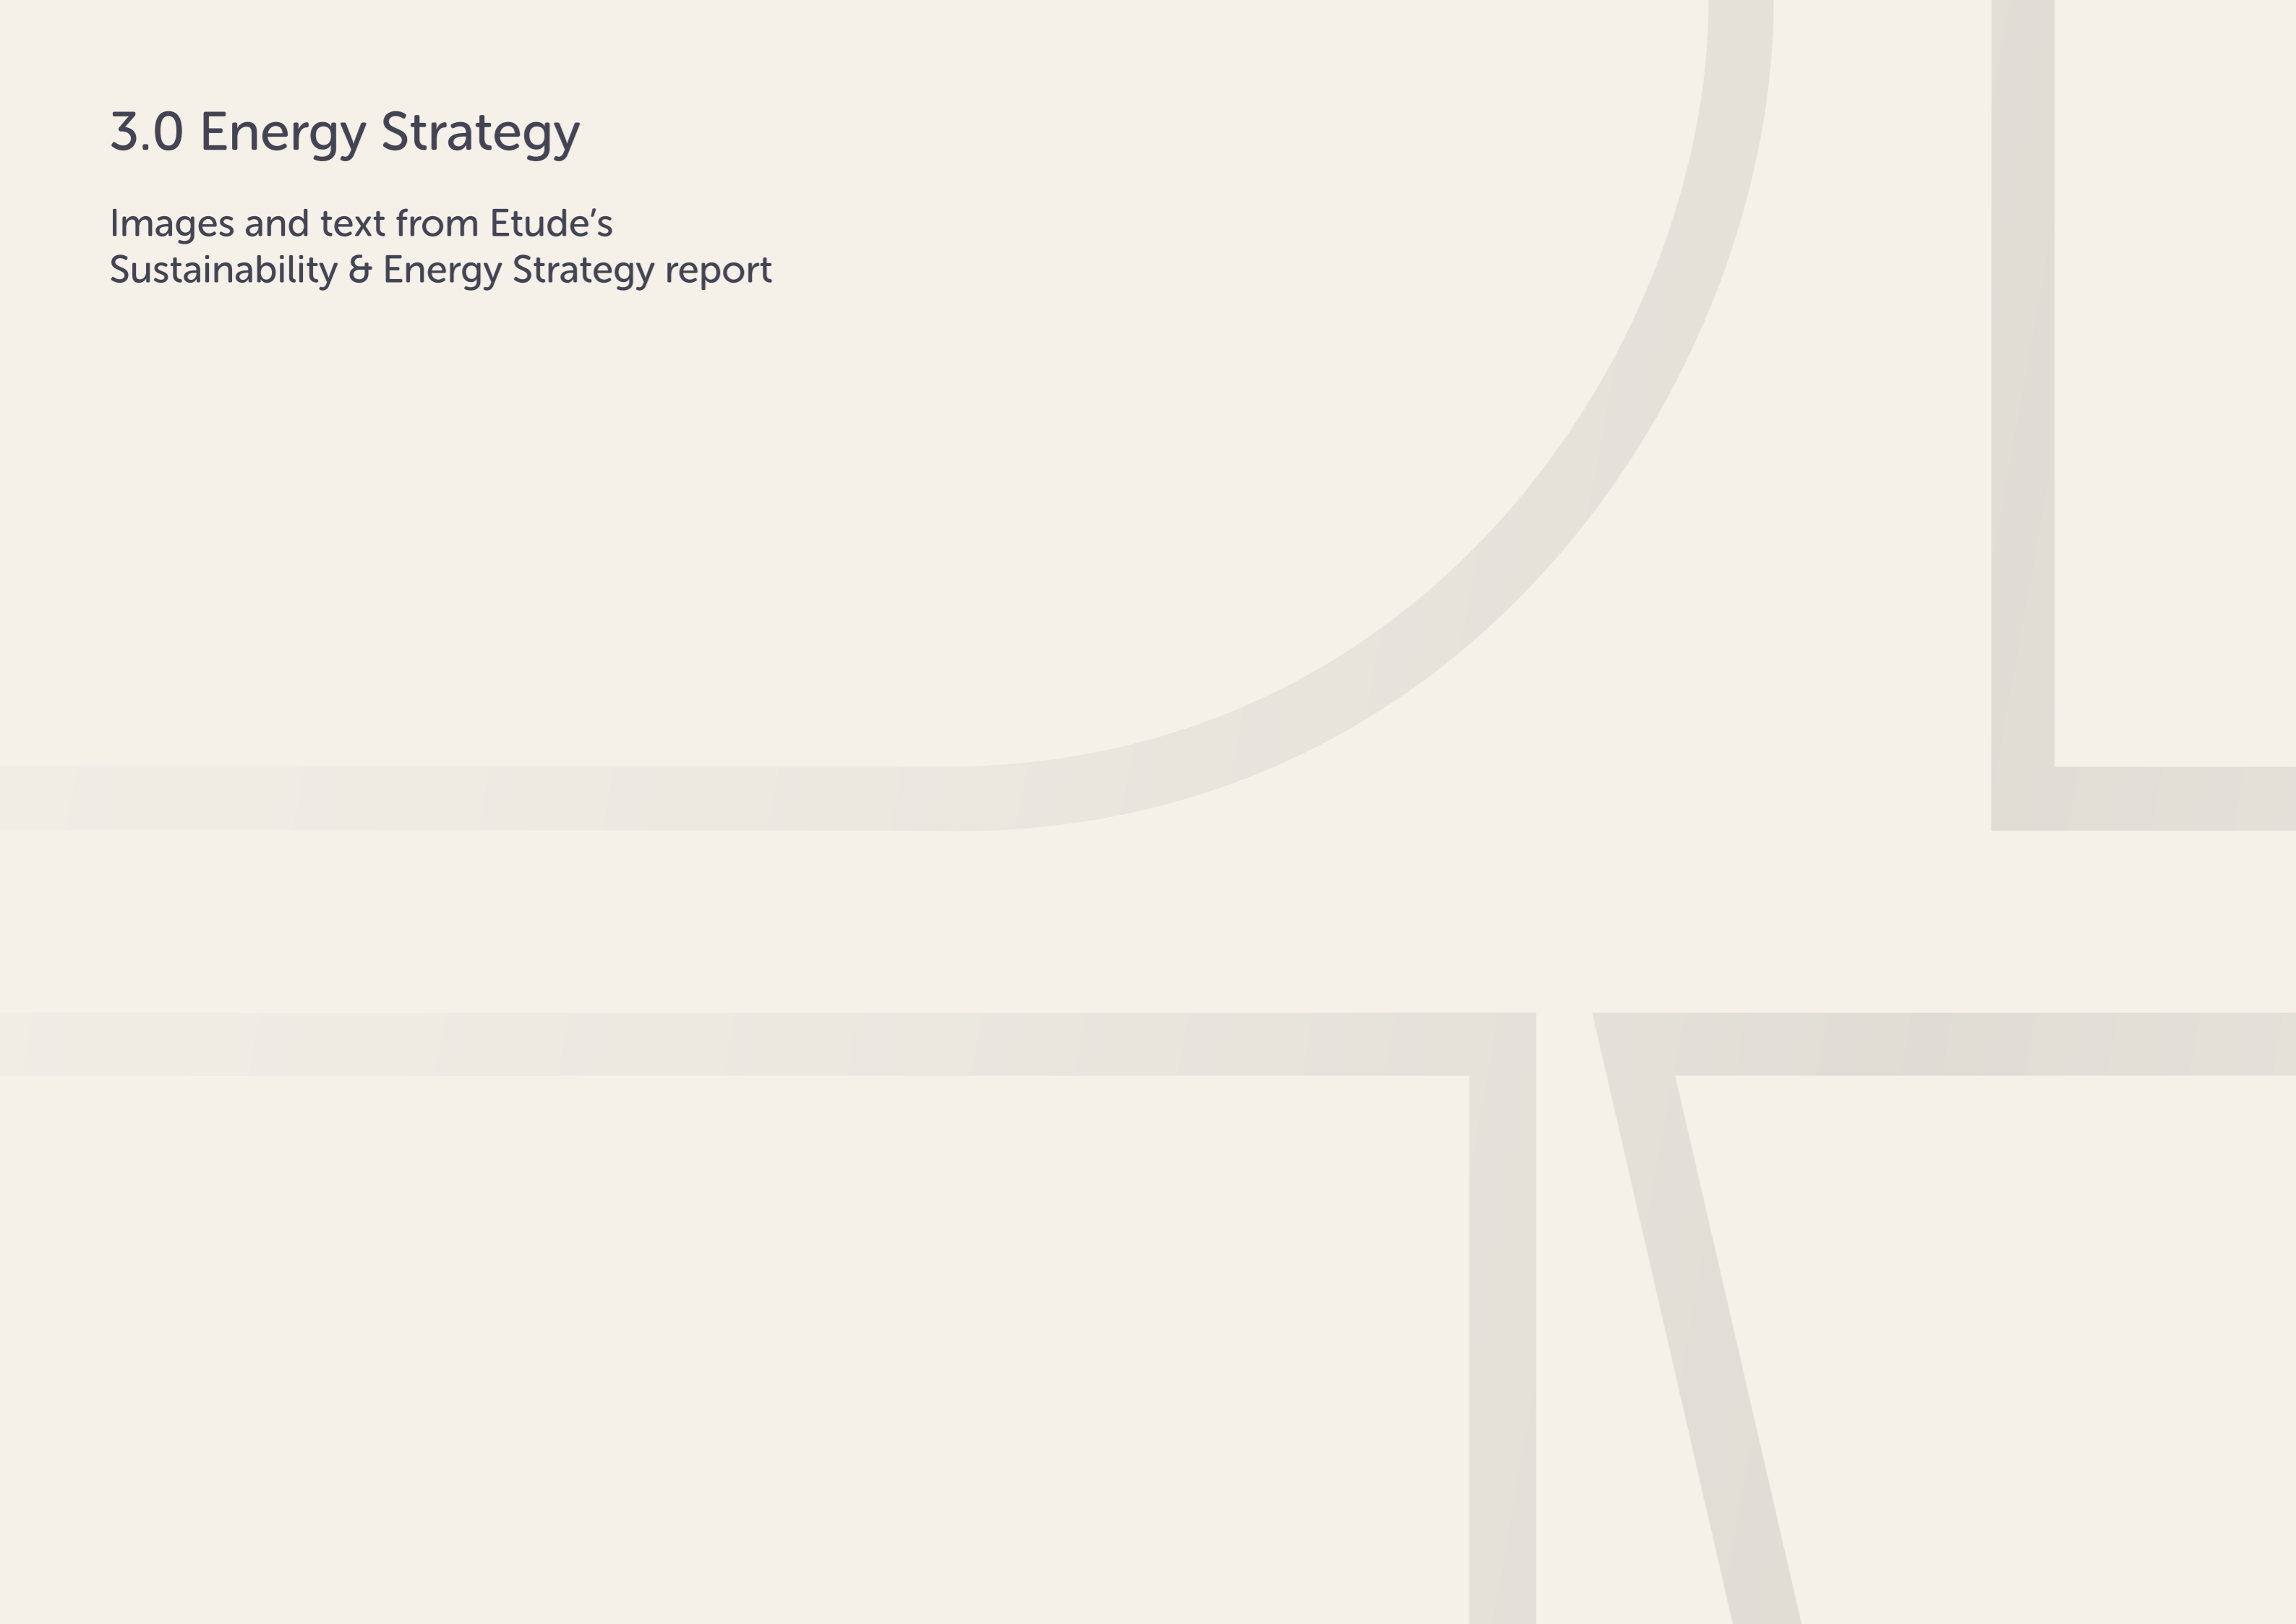 3.0 Energy Strategy
Images and text from Etude’s
Sustainability & Energy Strategy report